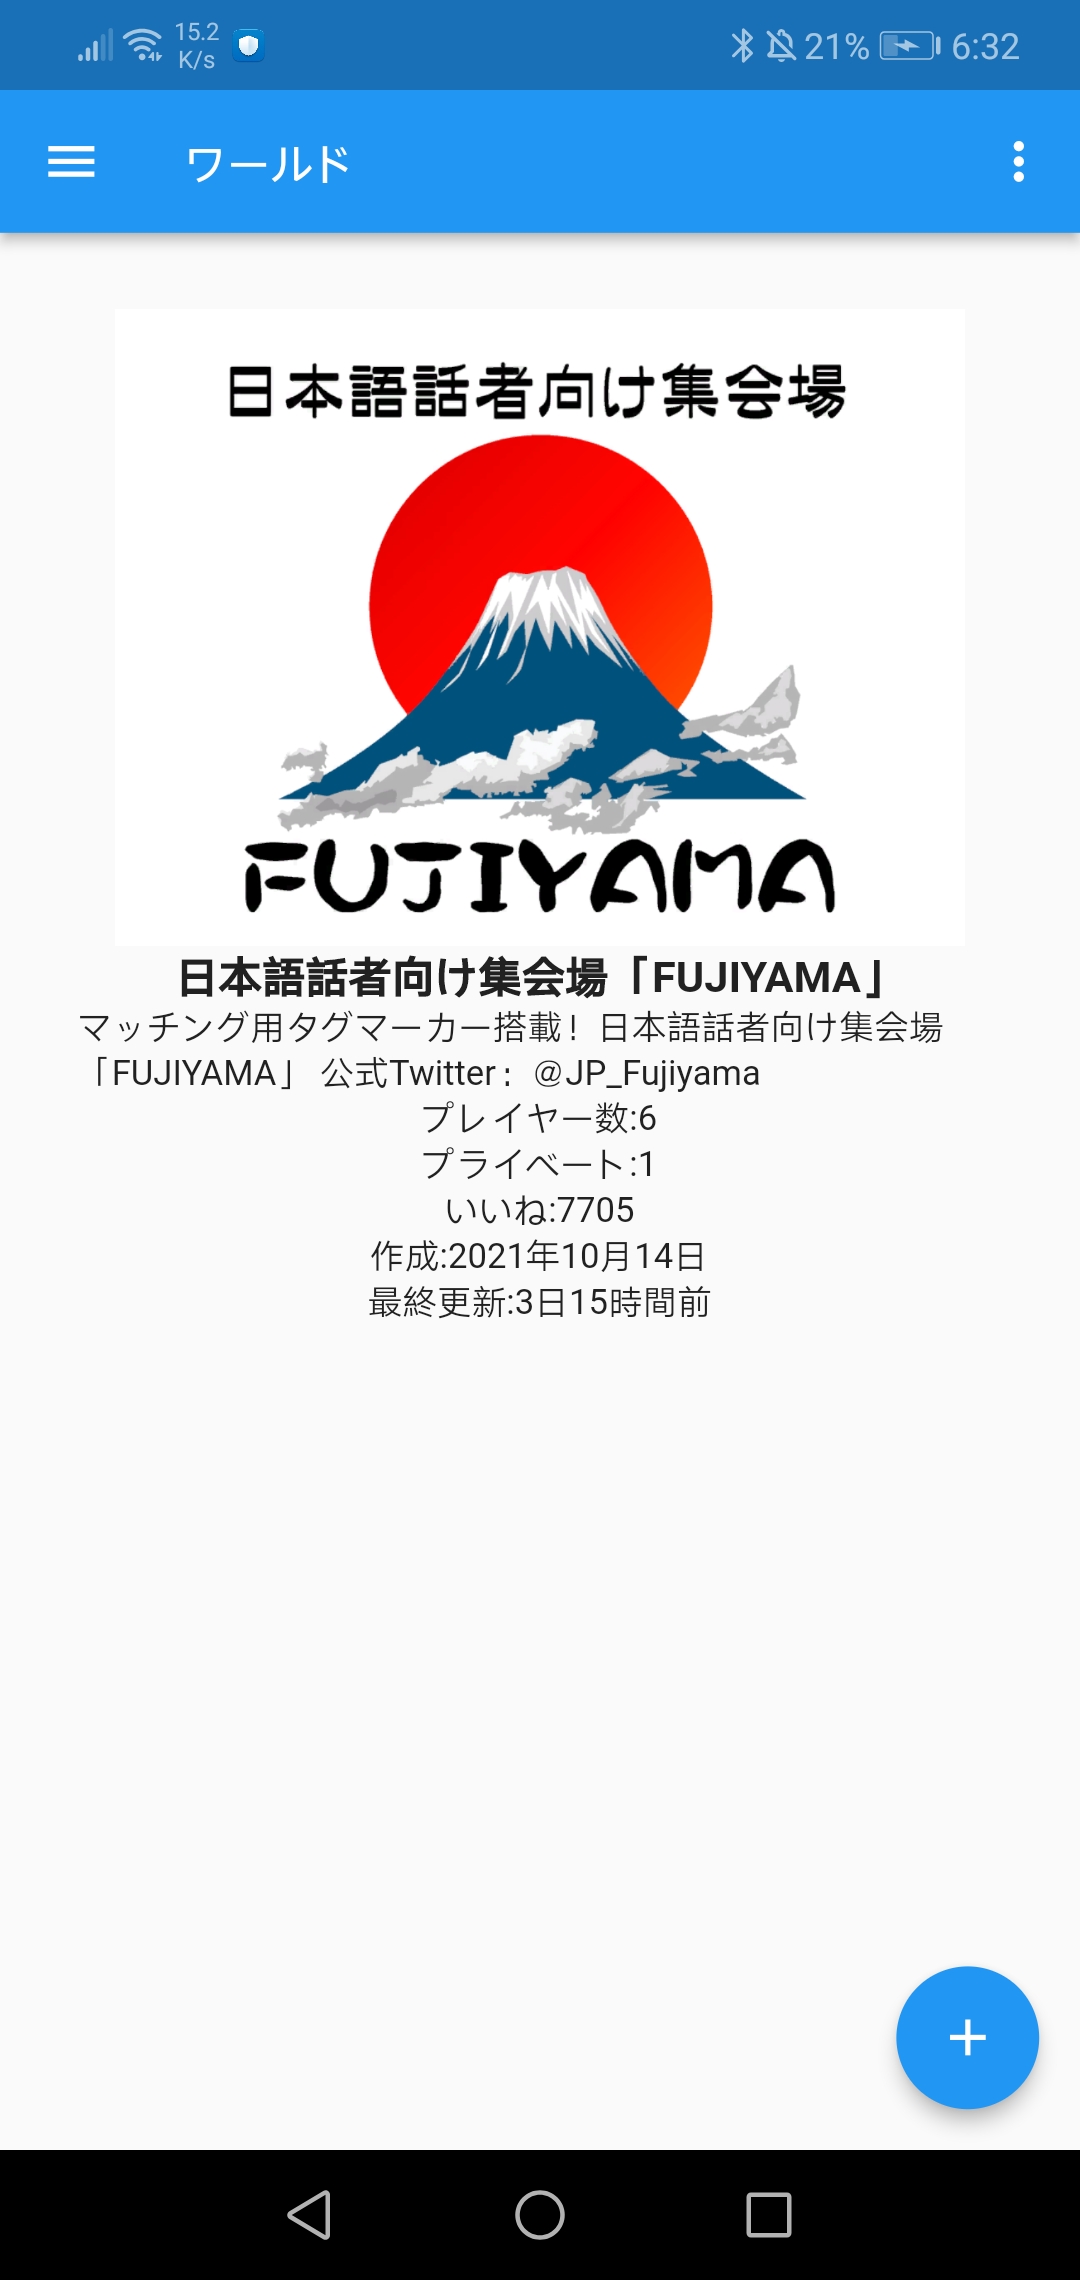 15.2
K/s
21%
6:32
ワールド
日本語話者向け集会場
FUJIYAMA
日本語話者向け集会場「FUJIYAMA」
マッチング用タグマーカー搭載！日本語話者向け集会場
「FUJIYAMA」 公式Twitter：@JP_Fujiyama
プレイヤー数:6
プライベート:1
いいね:7705
作成:2021年10月14日
最終更新:3日15時間前